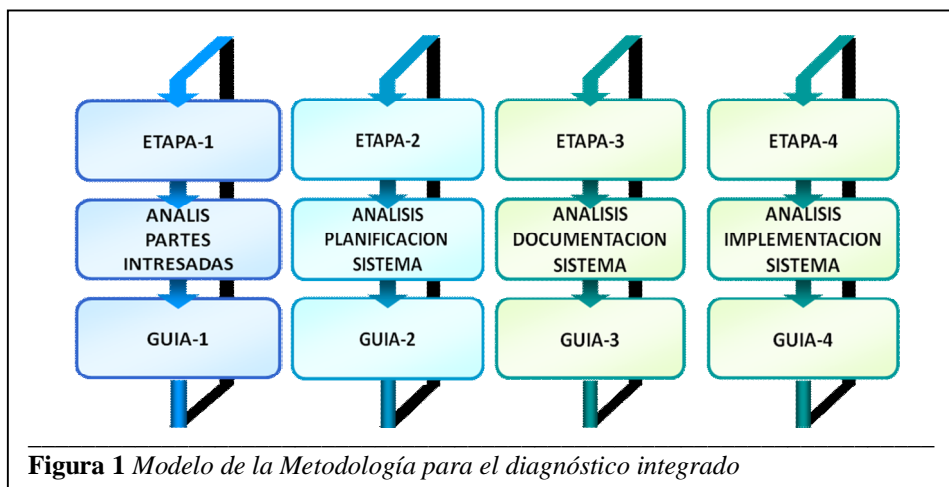 ETAPA-1
ANALIS
PARTES
INTRESADAS
GUIA-1
ETAPA-2
ANALISIS
PLANIFICACION
SISTEMA
GUIA-2
ETAPA-3
ANALISIS
DOCUMENTACION
SISTEMA
GUIA-3
ETAPA-4
ANALISIS
IMPLEMENTACION
SISTEMA
GUIA-4
Figura 1 Modelo de la Metodología para el diagnóstico integrado